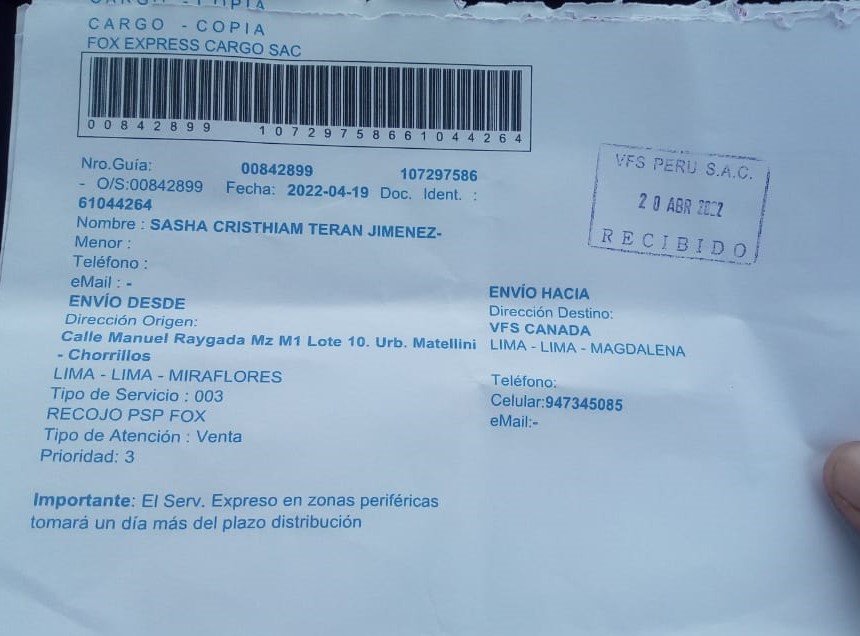 CARGO - COPIA
CARGO - COPIA
FOX EXPRESS CARGO SAC
00842899 10729758661044264
Nro.Guía: 00842899 107297586
- O/S:00842899 Fecha: 2022-04-19 Doc. Ident. :
61044264
Nombre : SASHA CRISTHIAM TERAN JIMENEZ-
Menor :
Teléfono :
eMail : -
ENVÍO DESDE
Dirección Origen:
Calle Manuel Raygada Mz M1 Lote 10. Urb. Matellini
- Chorrillos
LIMA - LIMA - MIRAFLORES
Tipo de Servicio : 003
RECOJO PSP FOX
Tipo de Atención : Venta
Prioridad: 3
ENVÍO HACIA
Dirección Destino:
VFS CANADA
LIMA - LIMA - MAGDALENA
Teléfono:
Celular:947345085
eMail:-
Importante: El Serv. Expreso en zonas periféricas
tomará un día más del plazo distribución
VFS PERU S.A.C.
20 ABR 2022
RECIBIDO